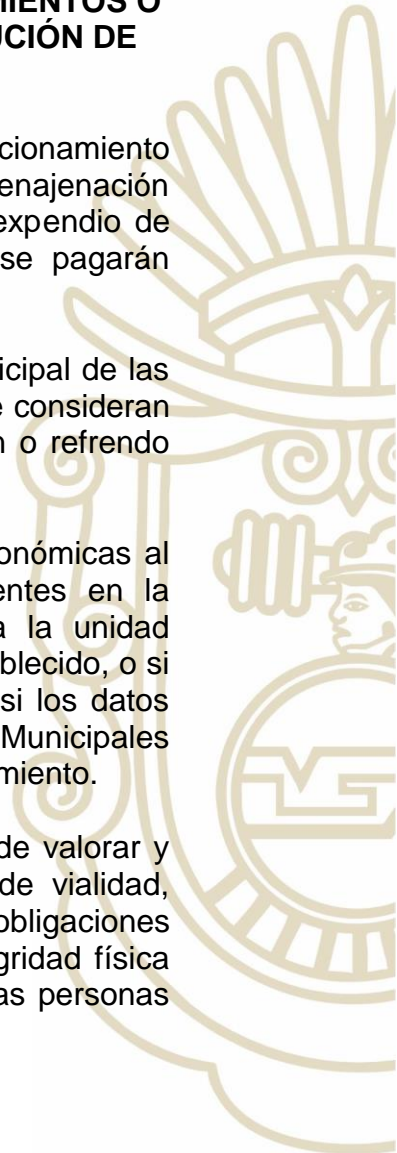 MIENTOS O
UCIÓN DE
cionamiento
enajenación
expendio de
se pagarán
icipal de las
e consideran
n o refrendo
onómicas al
entes en la
a la unidad
blecido, o si
si los datos
Municipales
miento.
de valorar y
de vialidad,
obligaciones
gridad física
as personas